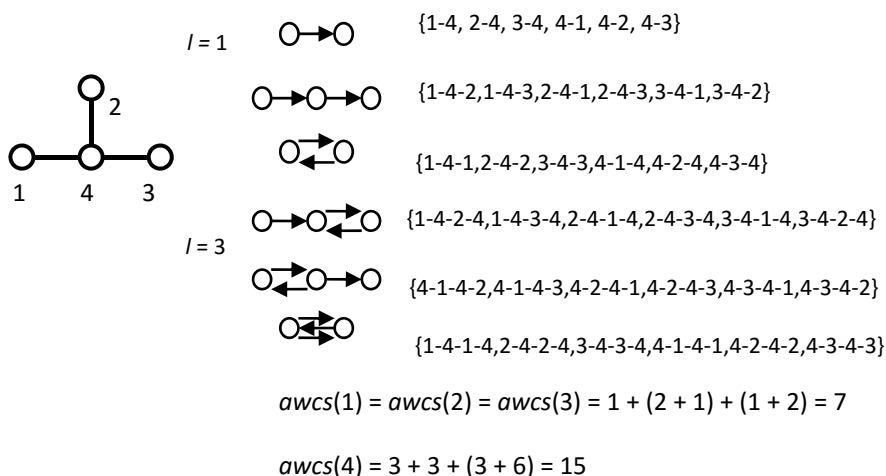 l = 1
{1-4, 2-4, 3-4, 4-1, 4-2, 4-3}
2
1 4 3
{1-4-2,1-4-3,2-4-1,2-4-3,3-4-1,3-4-2}
{1-4-1,2-4-2,3-4-3,4-1-4,4-2-4,4-3-4}
l = 3
{1-4-2-4,1-4-3-4,2-4-1-4,2-4-3-4,3-4-1-4,3-4-2-4}
{4-1-4-2,4-1-4-3,4-2-4-1,4-2-4-3,4-3-4-1,4-3-4-2}
{1-4-1-4,2-4-2-4,3-4-3-4,4-1-4-1,4-2-4-2,4-3-4-3}
awcs(1) = awcs(2) = awcs(3) = 1 + (2 + 1) + (1 + 2) = 7
awcs(4) = 3 + 3 + (3 + 6) = 15